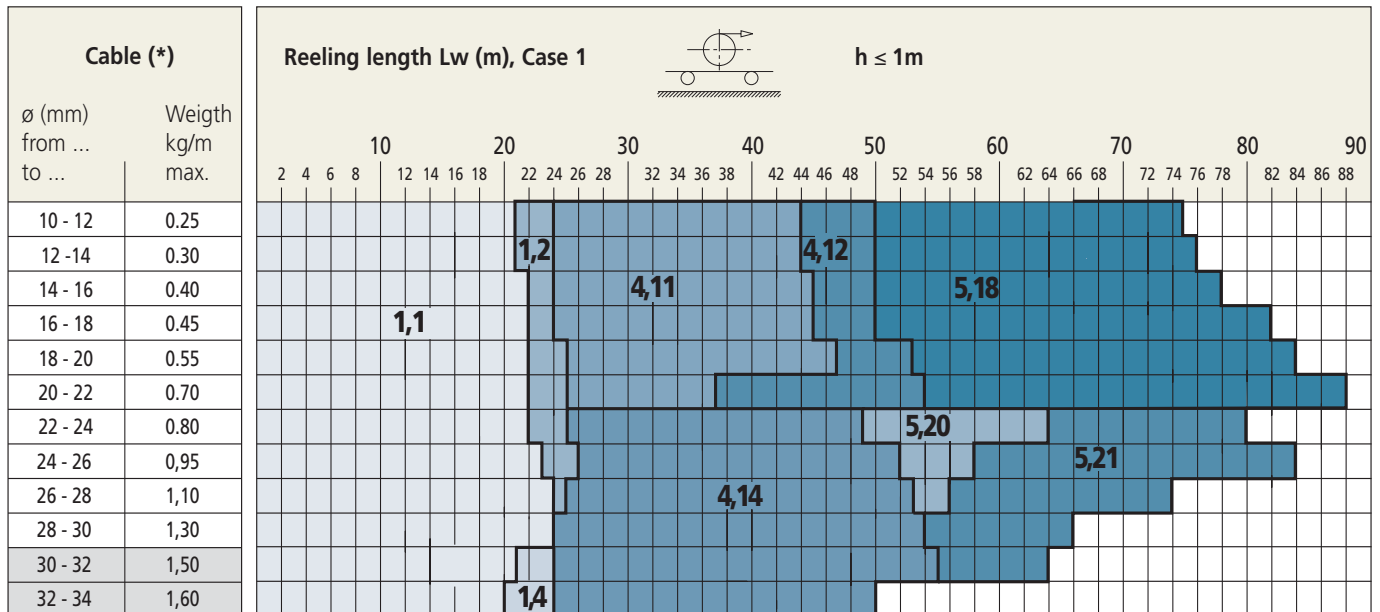 Cable (*)
Reeling length Lw (m), Case 1
h ≤ 1m
ø (mm)
from ...
to ...
Weigth
kg/m
max.
10 20 30 40 50 60 70 80 90
2 4 6 8 12 14 16 18 22 24 26 28 32 34 36 38 42 44 46 48 52 54 56 58 62 64 66 68 72 74 76 78 82 84 86 88
10 - 12 0.25
12 -14 0.30
1,2
4,12
14 - 16 0.40
4,11
5,18
16 - 18 0.45
1,1
18 - 20 0.55
20 - 22 0.70
22 - 24 0.80
5,20
24 - 26 0,95
5,21
26 - 28 1,10
4,14
28 - 30 1,30
30 - 32 1,50
32 - 34 1,60
1,4